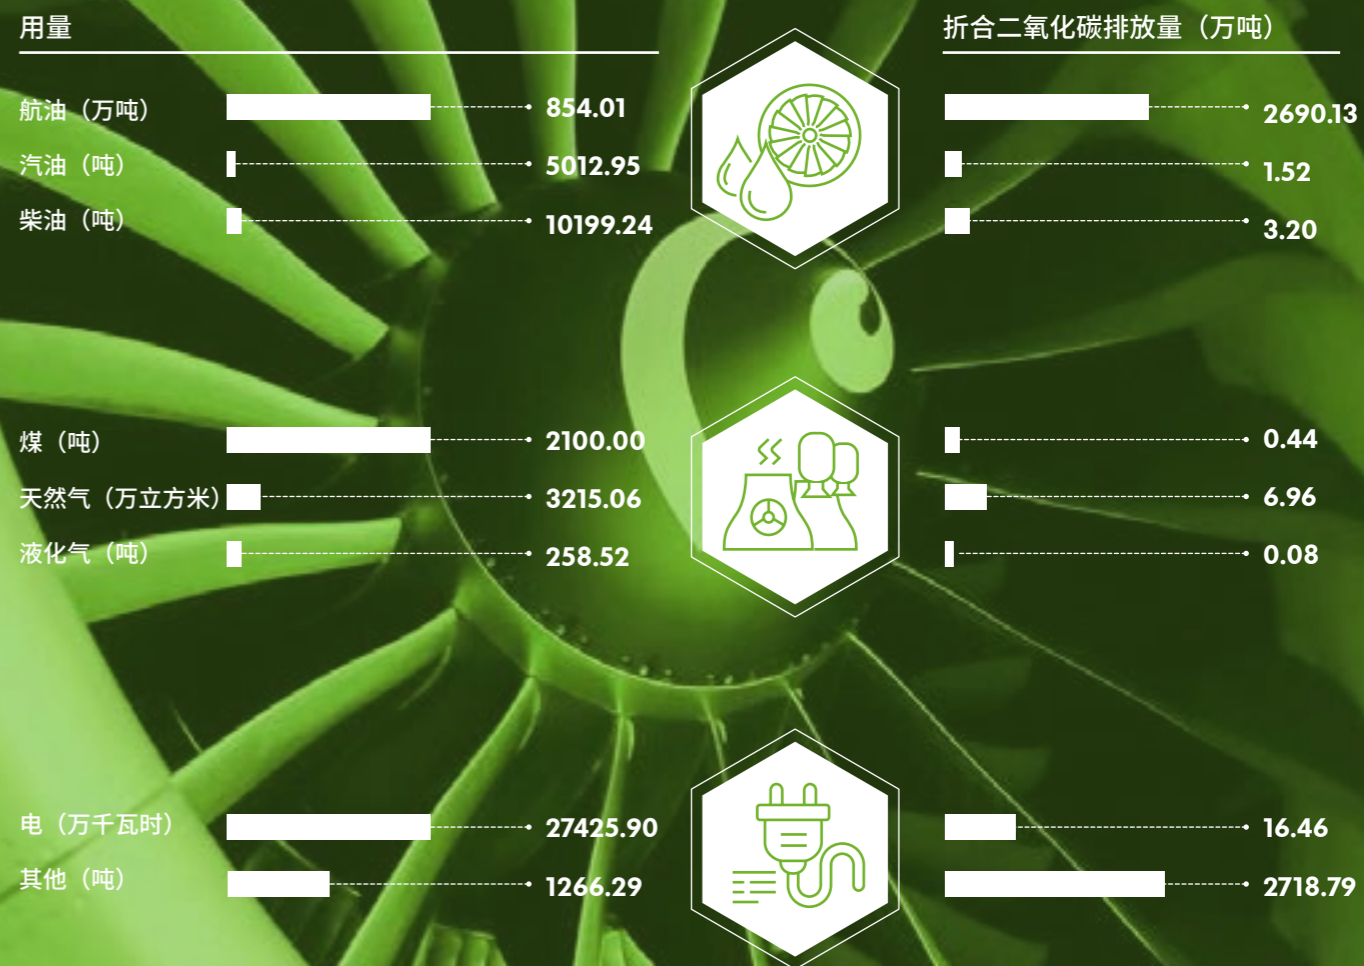 用量
折合二氧化碳排放量（万吨）
航油（万吨） 854.01 2690.13
汽油（吨） 5012.95 1.52
柴油（吨） 10199.24 3.20
煤（吨） 2100.00 0.44
天然气（万立方米） 3215.06 6.96
液化气（吨） 258.52 0.08
电（万千瓦时） 27425.90 16.46
其他（吨） 1266.29 2718.79